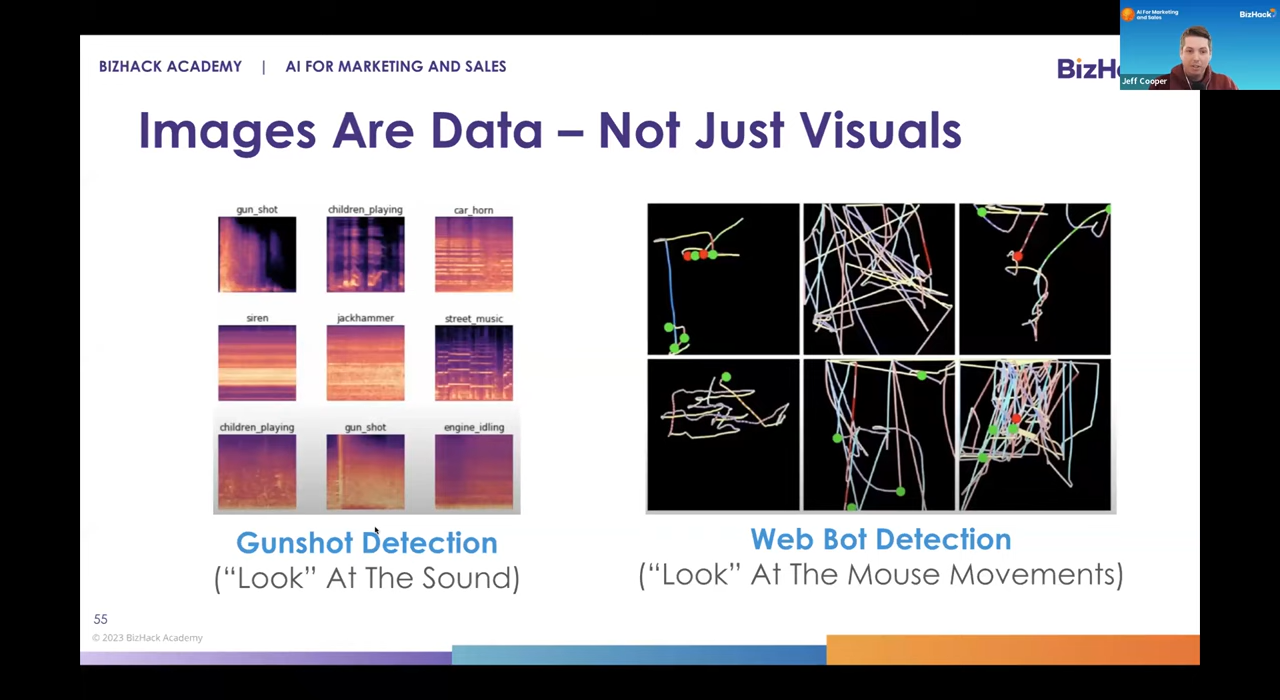 BIZHACK ACADEMY | AI FOR MARKETING AND SALES
Images Are Data – Not Just Visuals
gun_shot children_playing car_horn
siren jackhammer street_music
children_playing gun_shot engine_idling
Gunshot Detection
(“Look” At The Sound)
Web Bot Detection
(“Look” At The Mouse Movements)
55
© 2023 BizHack Academy
AI For Marketing
and Sales
BizHack
Jeff Cooper